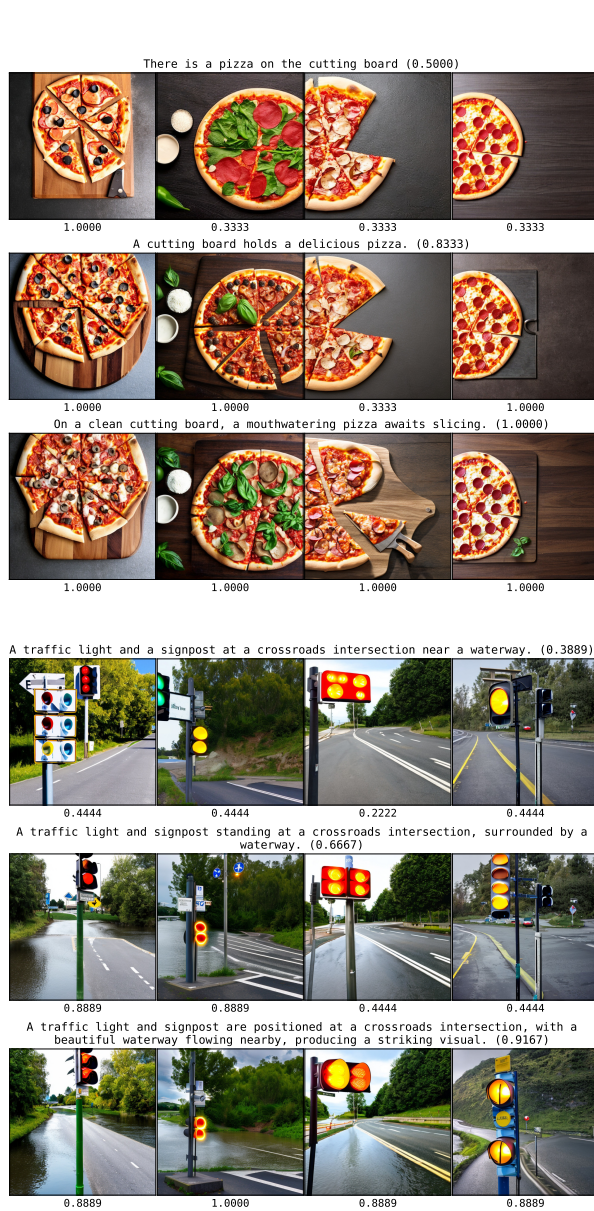 There is a pizza on the cutting board (0.5000)
1.0000 0.3333 0.3333 0.3333
A cutting board holds a delicious pizza. (0.8333)
1.0000 1.0000 0.3333 1.0000
On a clean cutting board, a mouthwatering pizza awaits slicing. (1.0000)
1.0000 1.0000 1.0000 1.0000
A traffic light and a signpost at a crossroads intersection near a waterway. (0.3889)
0.4444 0.4444 0.2222 0.4444
A traffic light and signpost standing at a crossroads intersection, surrounded by a
waterway. (0.6667)
0.8889 0.8889 0.4444 0.4444
A traffic light and signpost are positioned at a crossroads intersection, with a
beautiful waterway flowing nearby, producing a striking visual. (0.9167)
0.8889 1.0000 0.8889 0.8889